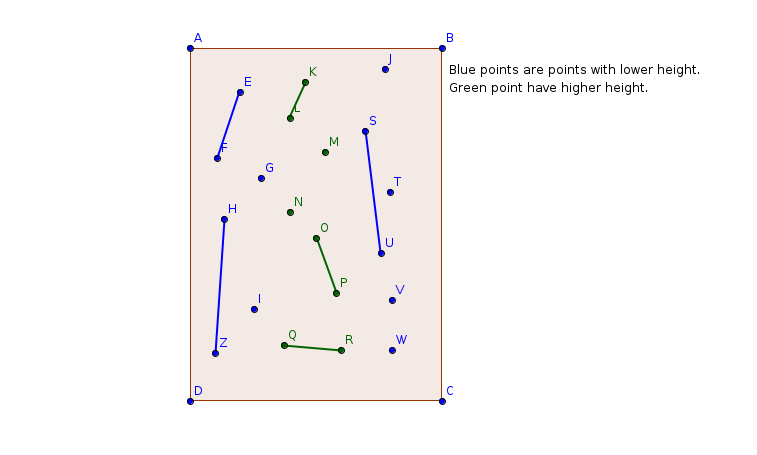 A
B
J
Blue points are points with lower height.
K
E
Green point have higher height.
L
S
M
F
G
T
N
H
O
U
P
V
I
Q
R
W
Z
D
C